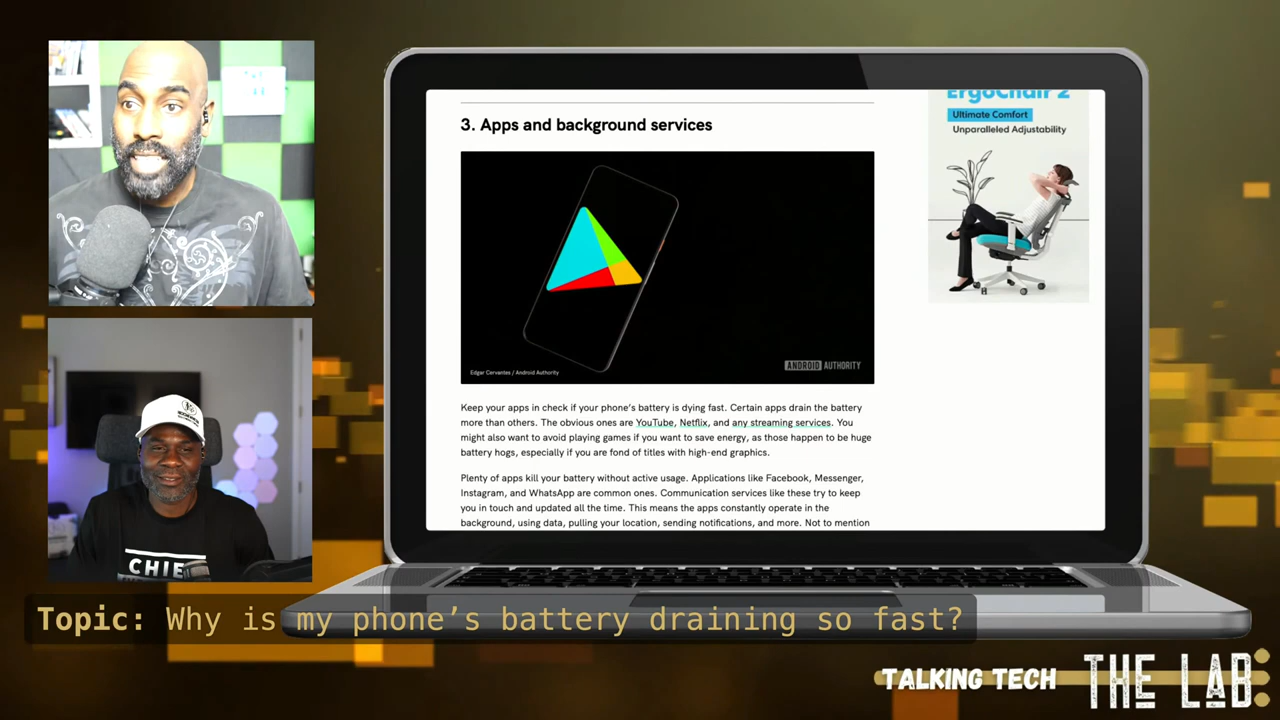 ErgoChair 2
Ultimate Comfort
Unparalleled Adjustability
3. Apps and background services
Edgar Cervantes / Android Authority
ANDROID AUTHORITY
Keep your apps in check if your phone's battery is dying fast. Certain apps drain the battery
more than others. The obvious ones are YouTube, Netflix, and any streaming services. You
might also want to avoid playing games if you want to save energy, as those happen to be huge
battery hogs, especially if you are fond of titles with high-end graphics.
Plenty of apps kill your battery without active usage. Applications like Facebook, Messenger,
Instagram, and WhatsApp are common ones. Communication services like these try to keep
you in touch and updated all the time. This means the apps constantly operate in the
background, using data, pulling your location, sending notifications, and more. Not to mention
CHIE
Topic: Why is my phone's battery draining so fast?
TALKING TECH
THE LAB